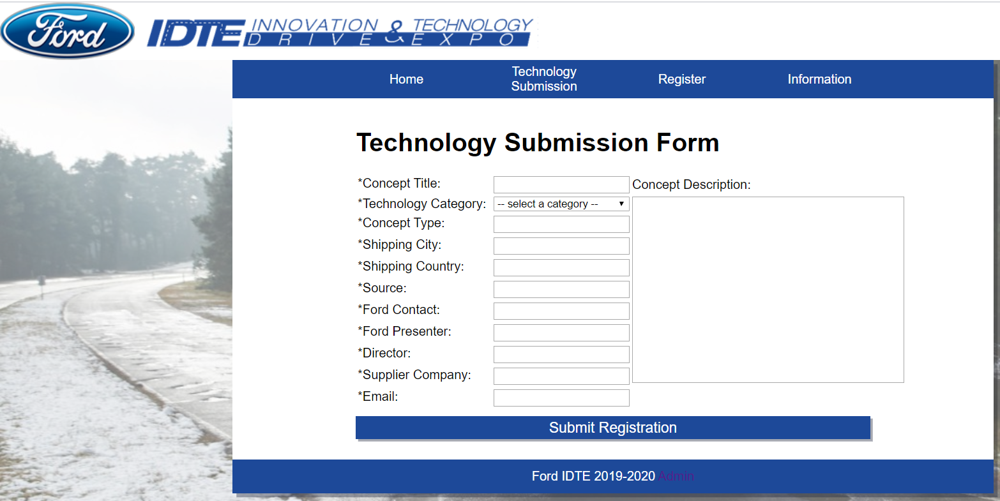 Ford IDTE INNOVATION & TECHNOLOGY
DRIVE & EXPO
Home
Technology
Submission
Register
Information
Technology Submission Form
*Concept Title:
Concept Description:
*Technology Category:
-- select a category --
*Concept Type:
*Shipping City:
*Shipping Country:
*Source:
*Ford Contact:
*Ford Presenter:
*Director:
*Supplier Company:
*Email:
Submit Registration
Ford IDTE 2019-2020 Admin